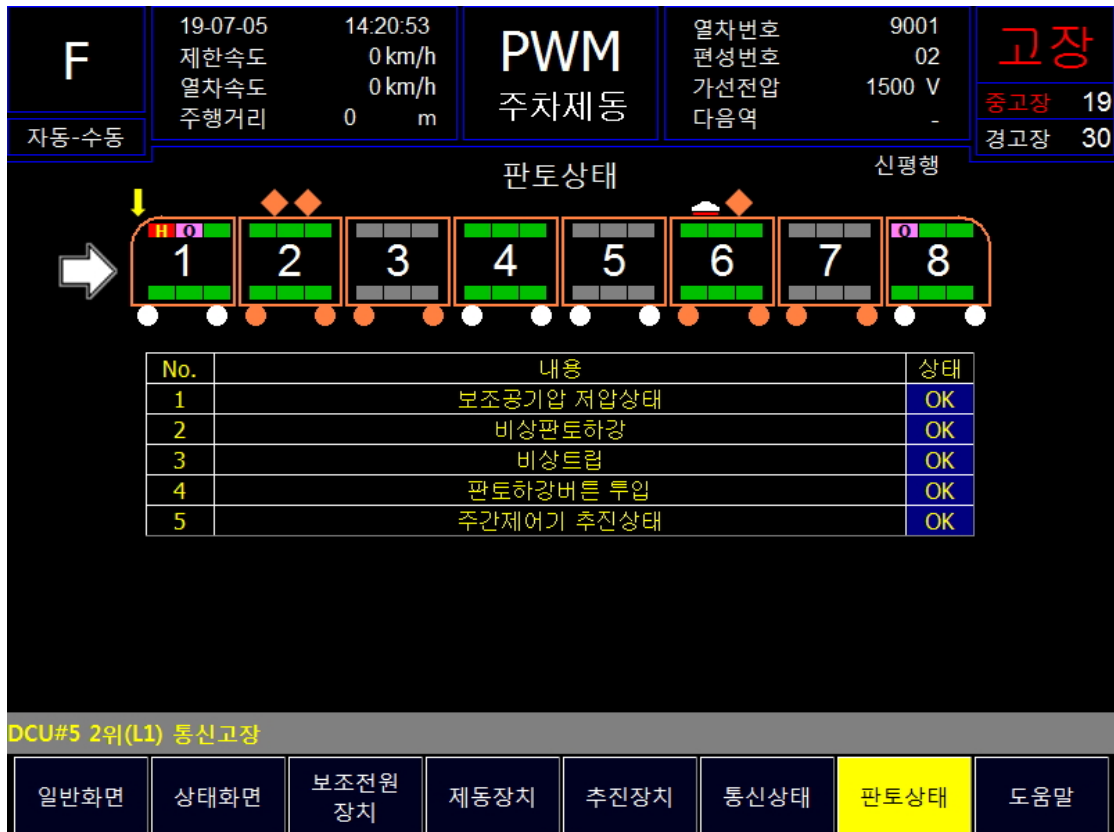 F
자동-수동
19-07-05 14:20:53
제한속도 0 km/h
열차속도 0 km/h
주행거리 0 m
PWM
주차제동
열차번호 9001
편성번호 02
가선전압 1500 V
다음역 -
고장
중고장 19
경고장 30
판토상태
신평행
H O
O
1 2 3 4 5 6 7 8
No. 내용 상태
1 보조공기압 저압상태 OK
2 비상판토하강 OK
3 비상트립 OK
4 판토하강버튼 투입 OK
5 주간제어기 추진상태 OK
DCU#5 2위(L1) 통신고장
일반화면 상태화면 보조전원 제동장치 추진장치 통신상태 판토상태 도움말
장치